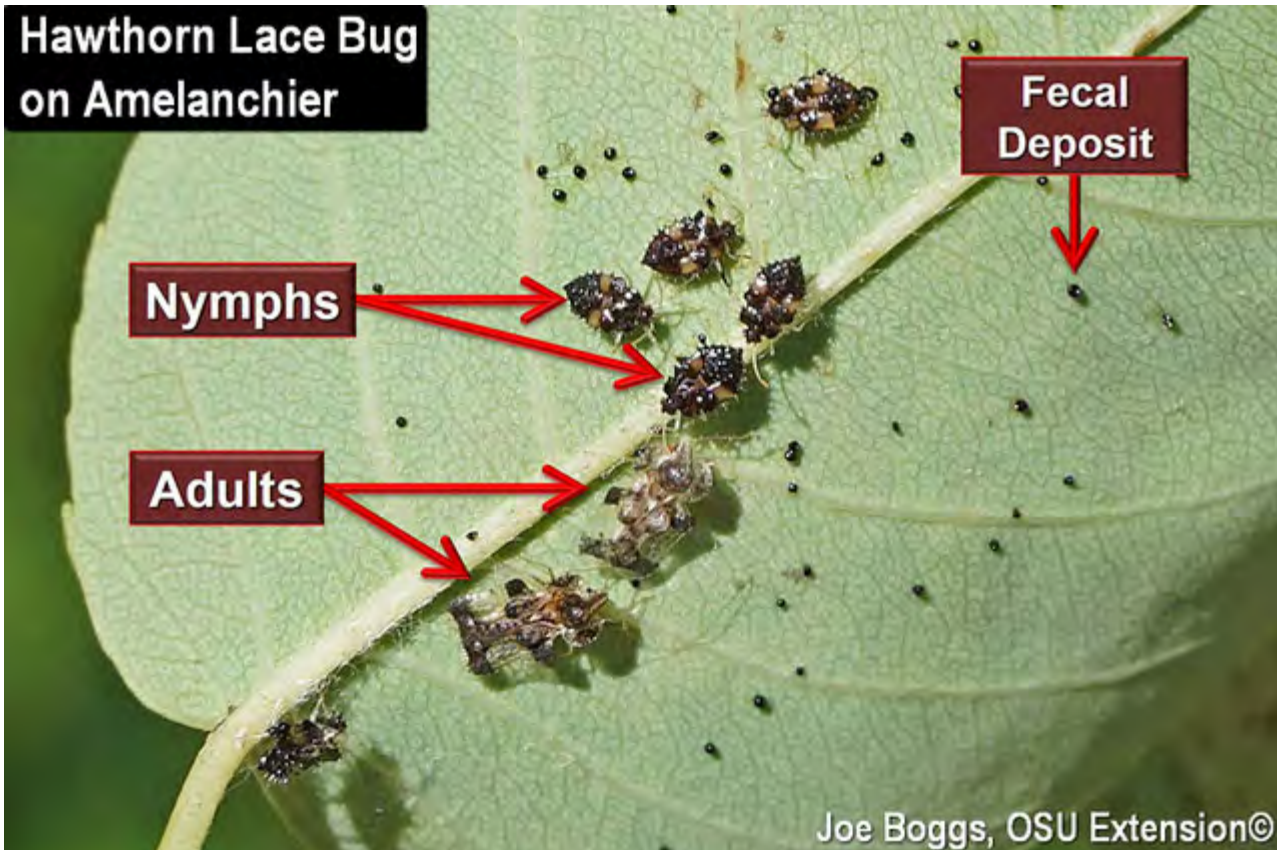 Hawthorn Lace Bug
on Amelanchier
Fecal
Deposit
Nymphs
Adults
Joe Boggs, OSU Extension©